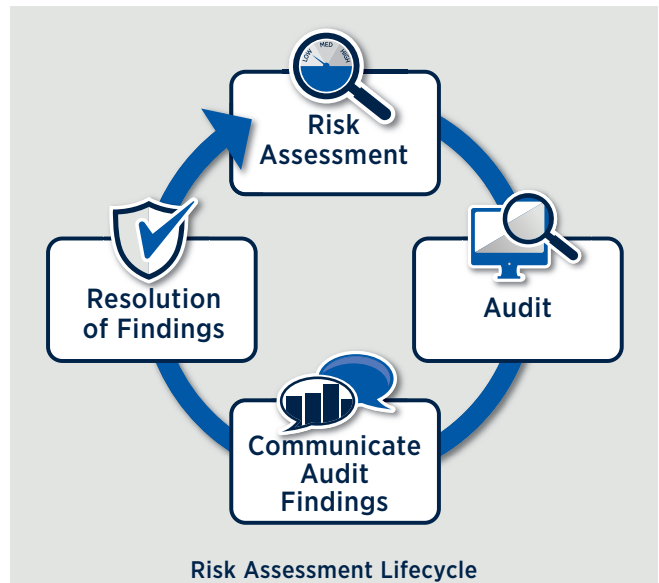 LOW
MED
HIGH
Risk
Assessment
Audit
Resolution
of Findings
Communicate
Audit
Findings
Risk Assessment Lifecycle